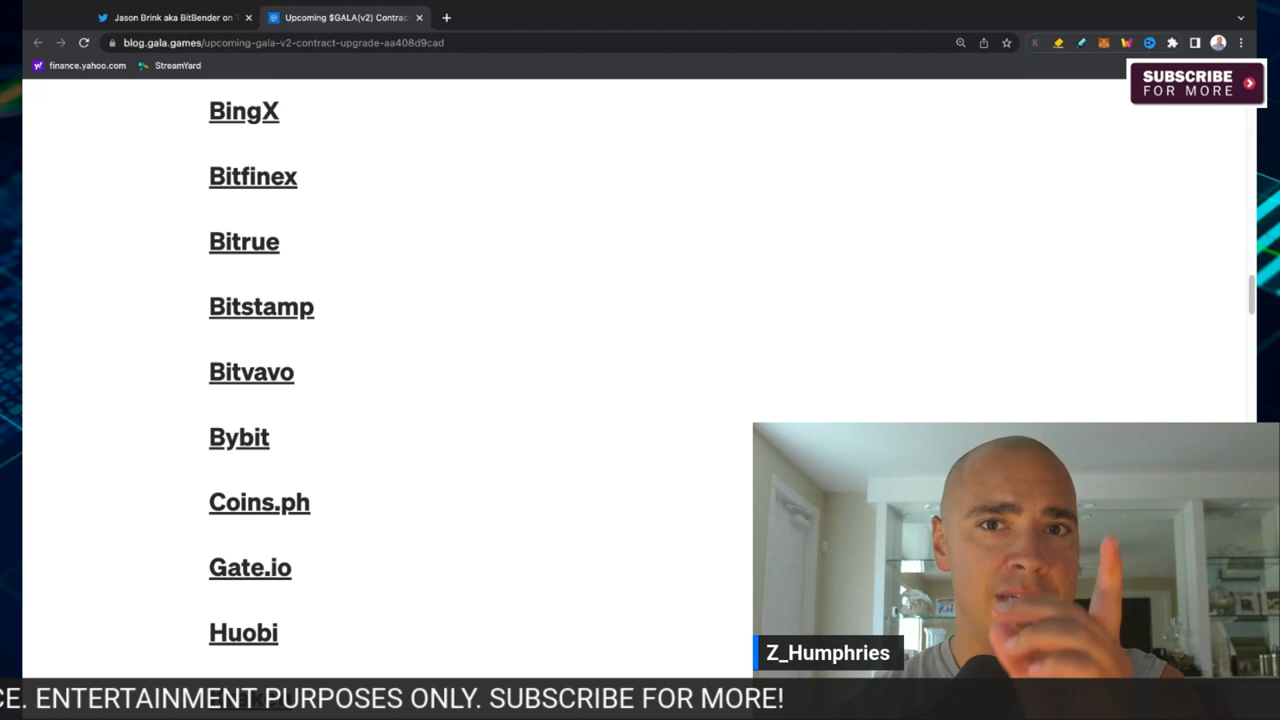 Jason Brink aka BitBender on
Upcoming $GALA(v2) Contrac
blog.gala.games/upcoming-gala-v2-contract-upgrade-aa408d9cad
finance.yahoo.com
StreamYard
SUBSCRIBE
FOR MORE
BingX
Bitfinex
Bitrue
Bitstamp
Bitvavo
Bybit
Coins.ph
Gate.io
Huobi
Z_Humphries
CE. ENTERTAINMENT PURPOSES ONLY. SUBSCRIBE FOR MORE!